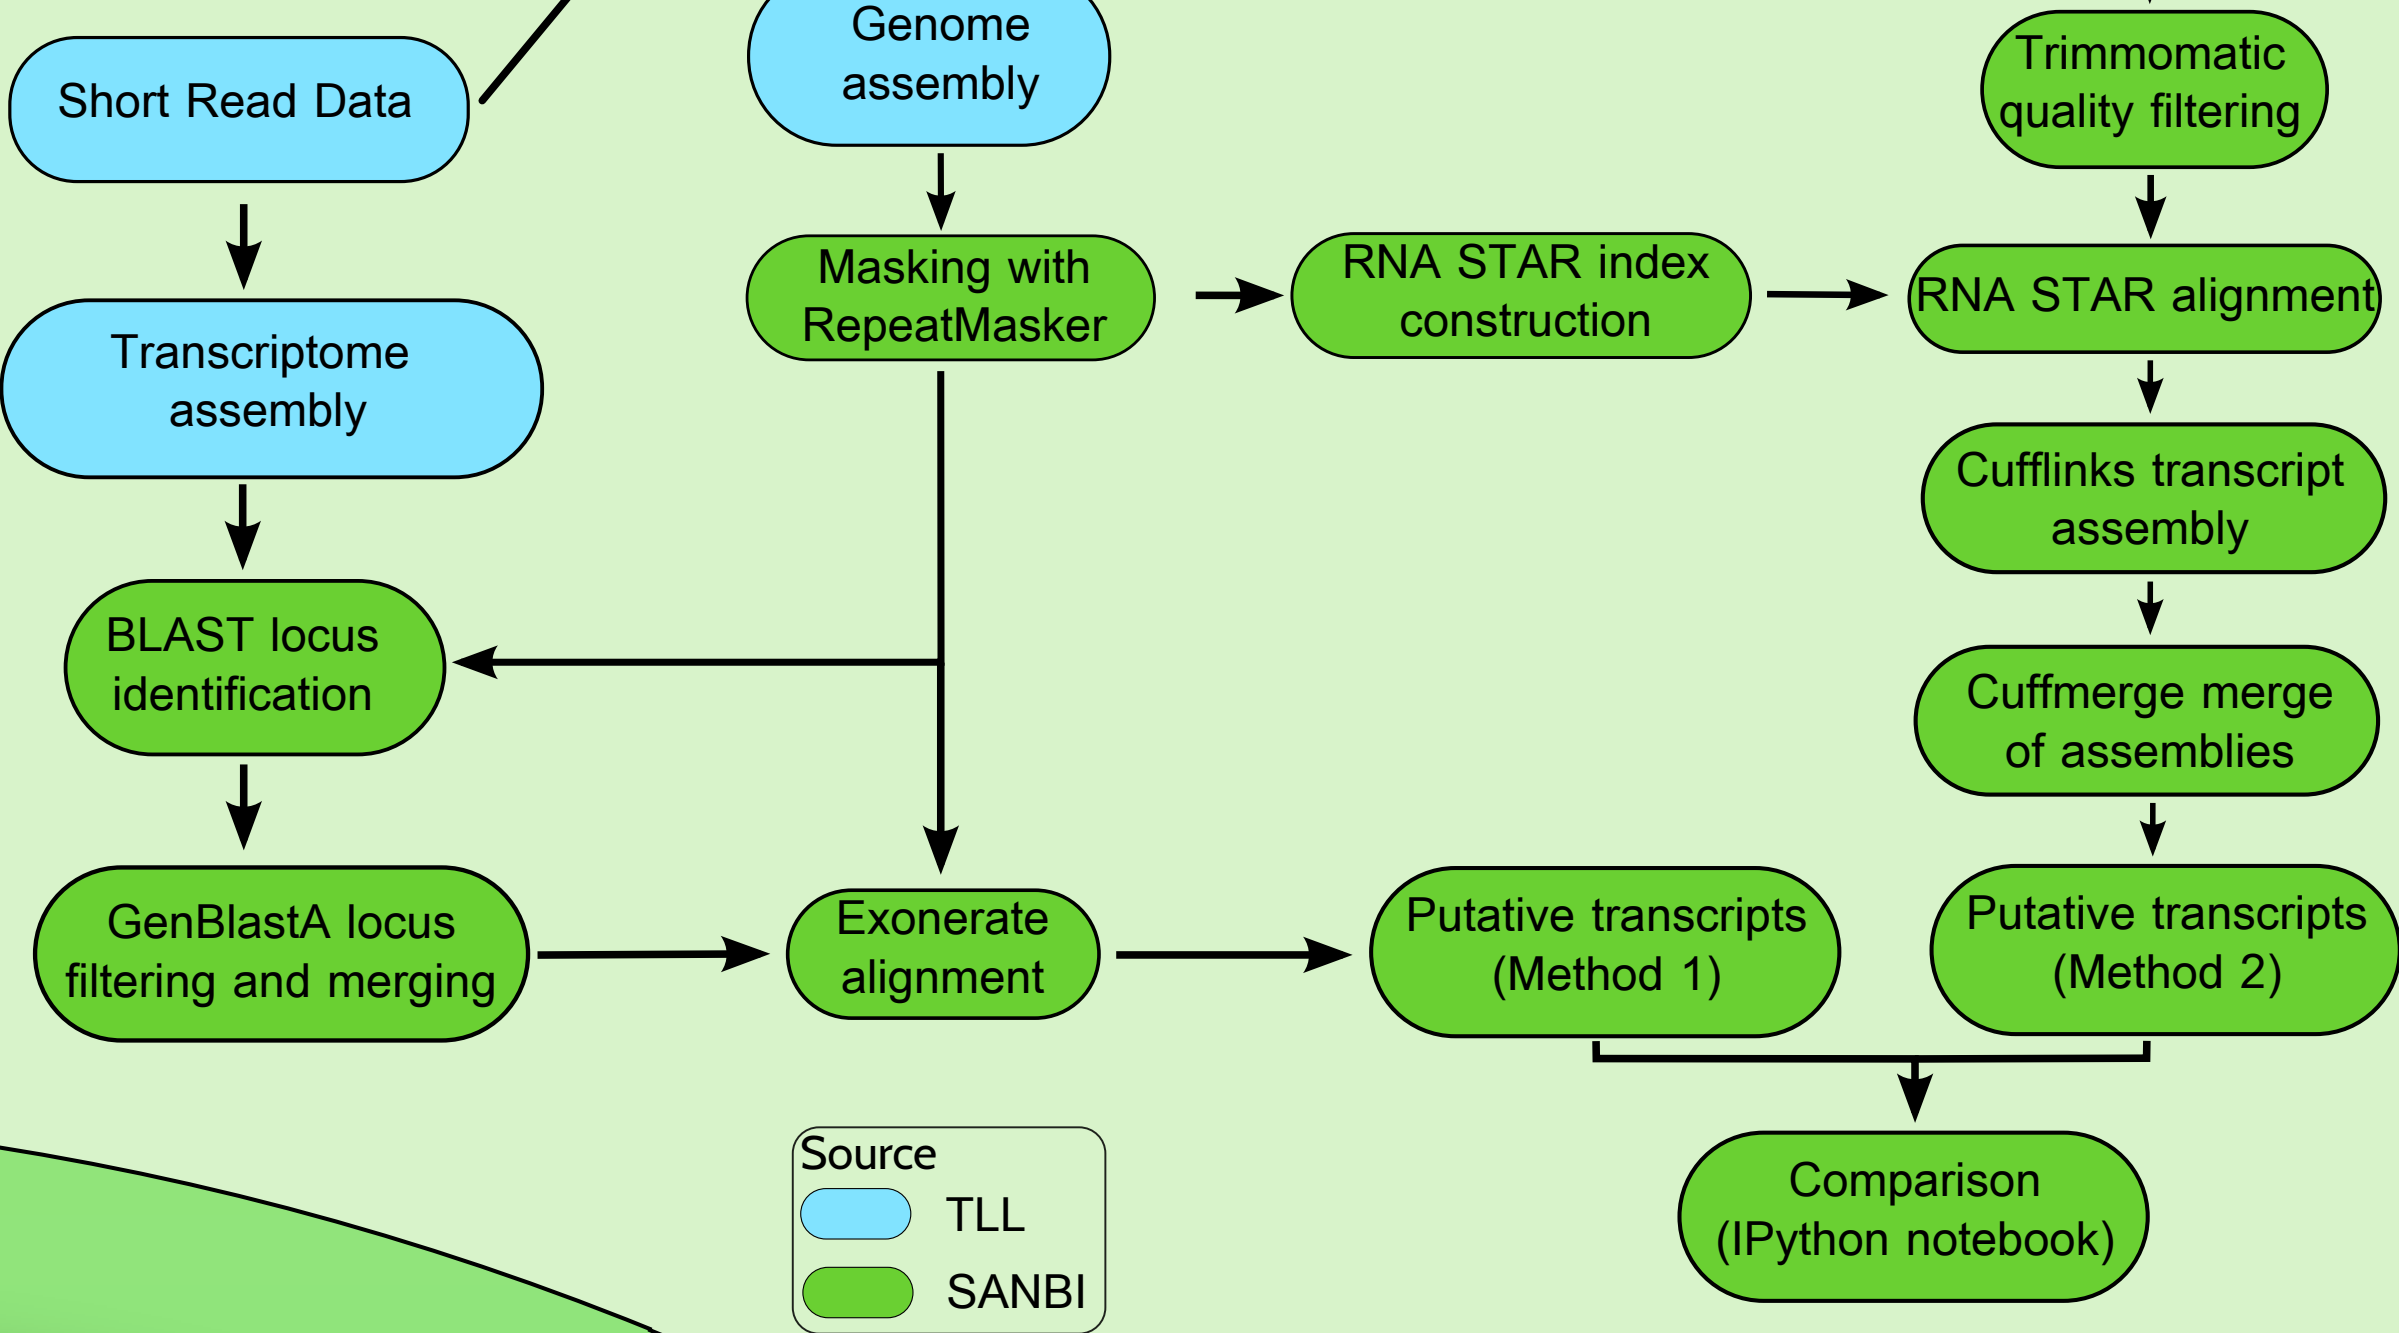 Genome
assembly
Short Read Data
Trimmomatic
quality filtering
Masking with
RepeatMasker
RNA STAR index
construction
RNA STAR alignment
Transcriptome
assembly
Cufflinks transcript
assembly
BLAST locus
identification
Cuffmerge merge
of assemblies
GenBlastA locus
filtering and merging
Exonerate
alignment
Putative transcripts
(Method 1)
Putative transcripts
(Method 2)
Comparison
(IPython notebook)
Source
TLL
SANBI